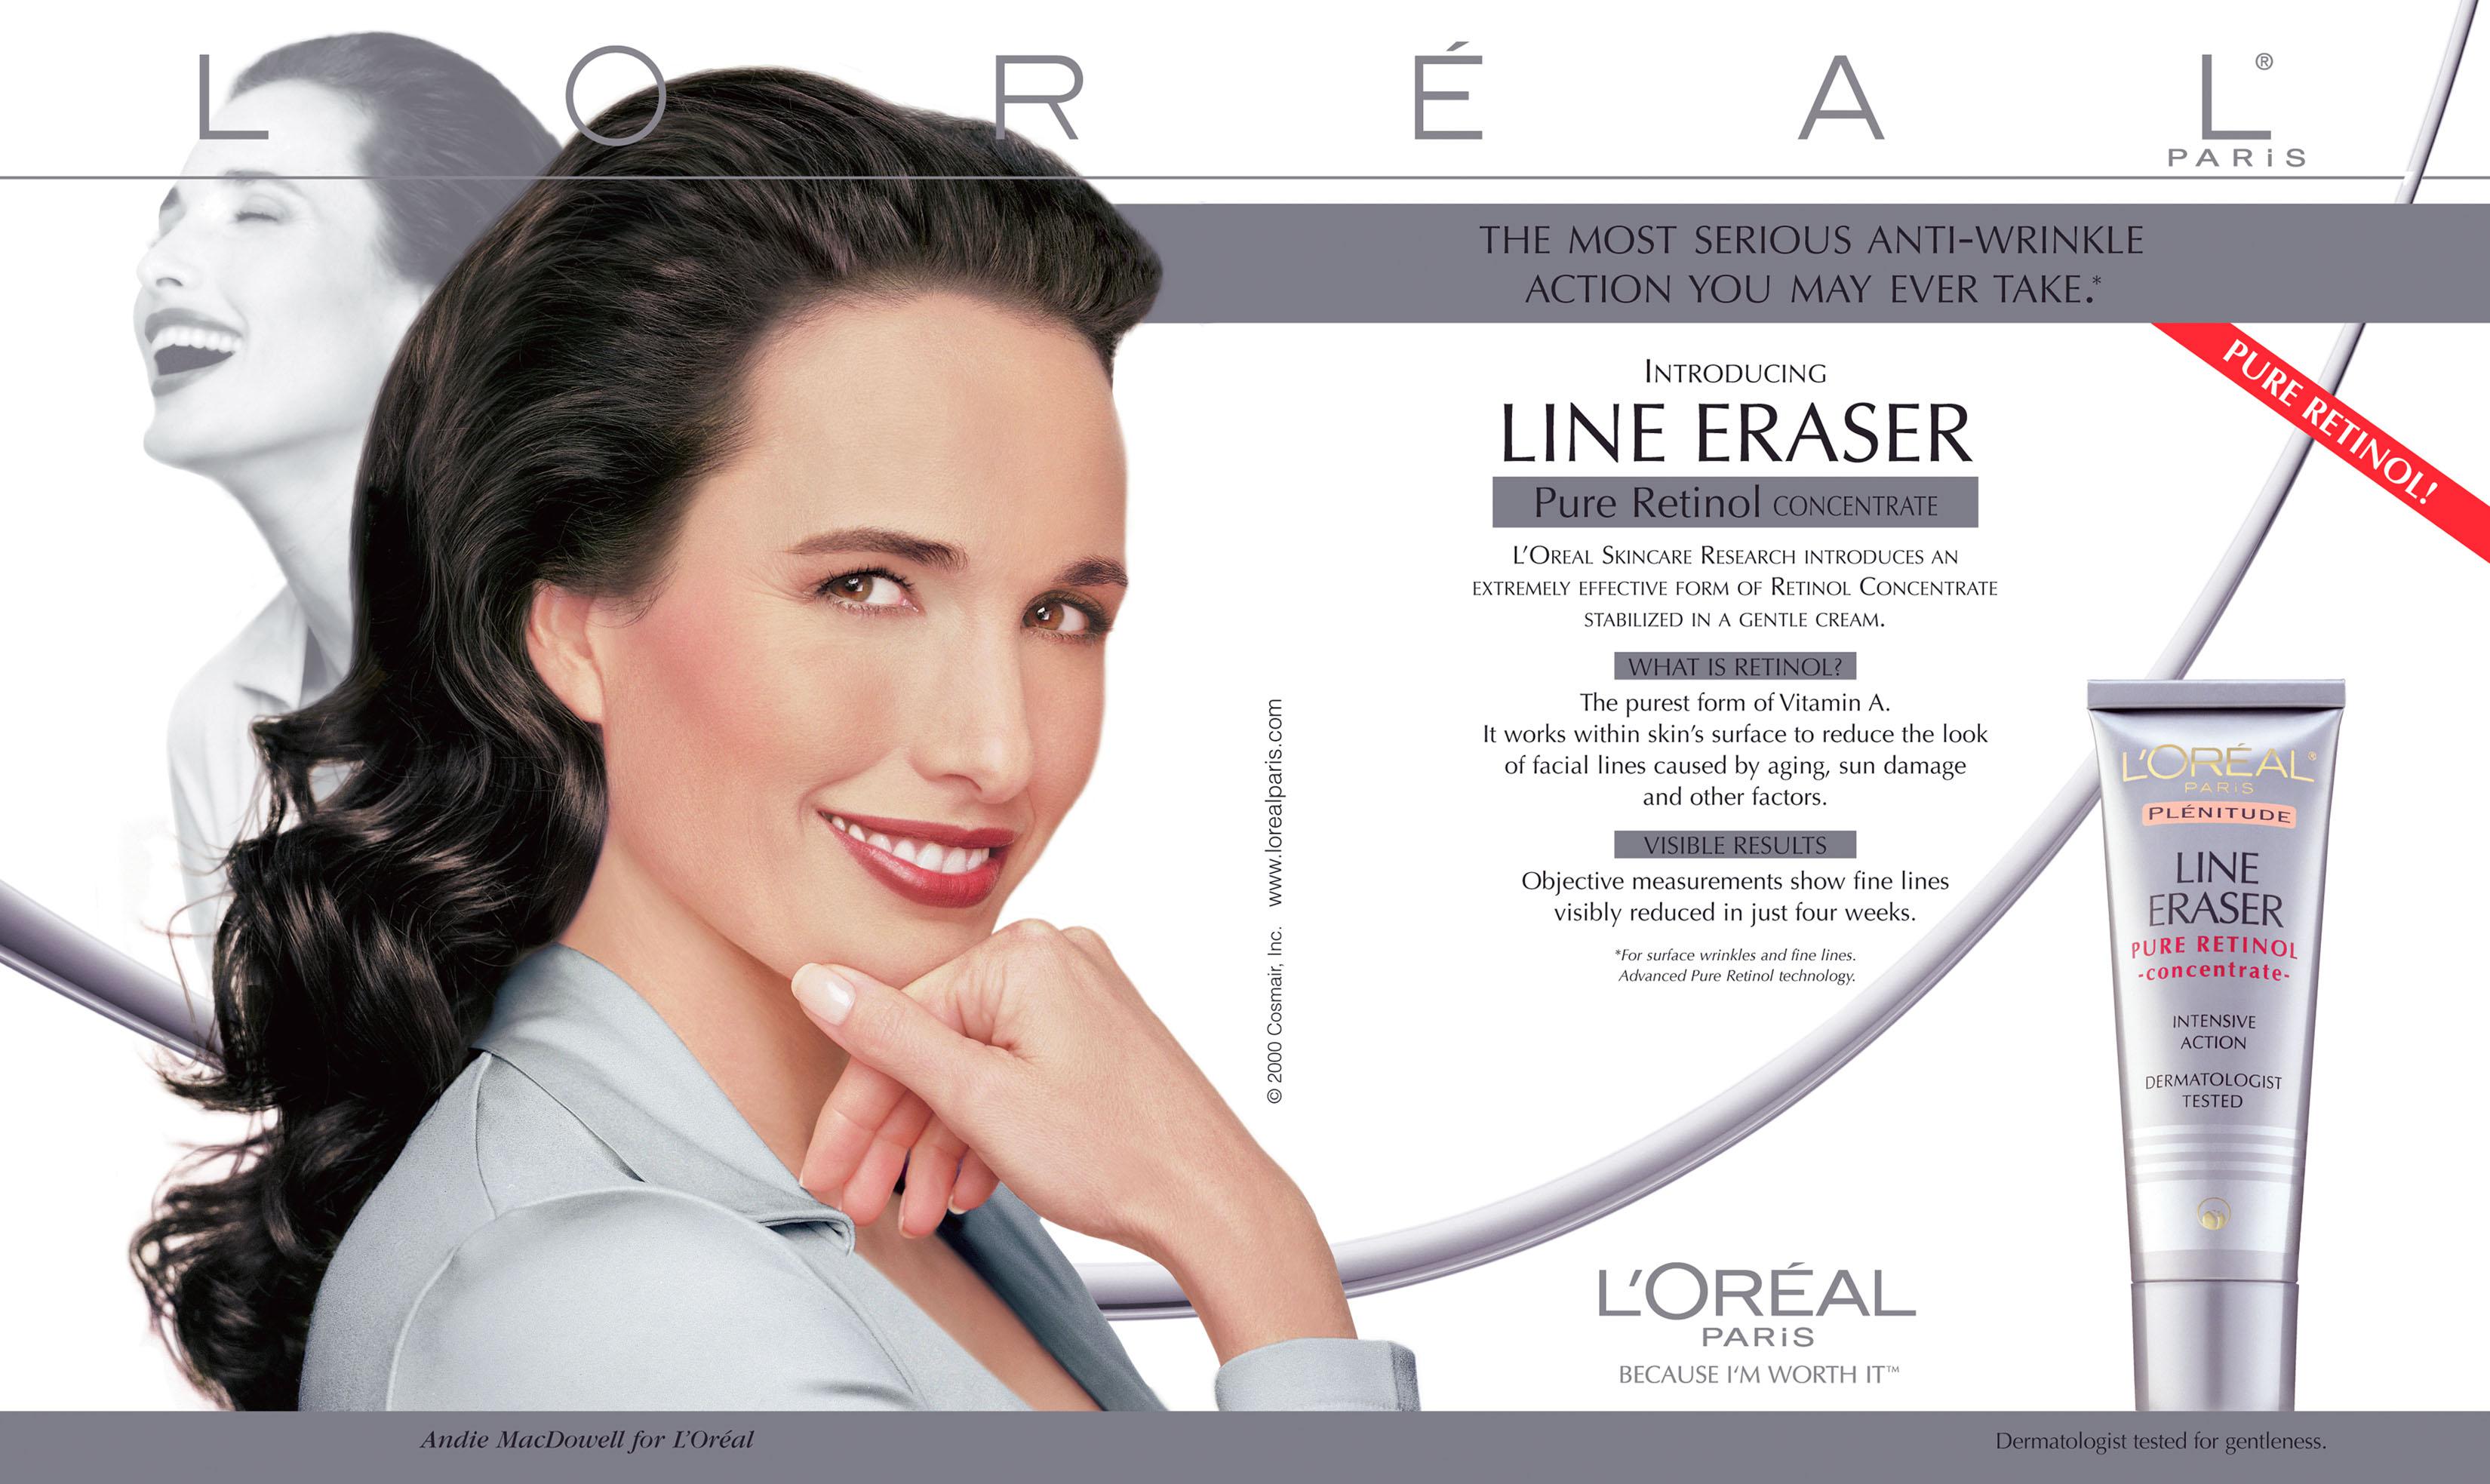 L O R É A L®
PARiS
THE MOST SERIOUS ANTI-WRINKLE
ACTION YOU MAY EVER TAKE.*
PURE RETINOL!
INTRODUCING
LINE ERASER
Pure Retinol CONCENTRATE
L'OREAL SKINCARE RESEARCH INTRODUCES AN
EXTREMELY EFFECTIVE FORM OF RETINOL CONCENTRATE
STABILIZED IN A GENTLE CREAM.
WHAT IS RETINOL?
The purest form of Vitamin A.
It works within skin's surface to reduce the look
of facial lines caused by aging, sun damage
and other factors.
VISIBLE RESULTS
Objective measurements show fine lines
visibly reduced in just four weeks.
*For surface wrinkles and fine lines.
Advanced Pure Retinol technology.
© 2000 Cosmair, Inc. www.lorealparis.com
L'ORÉAL®
PARiS
PLÉNITUDE
LINE
ERASER
PURE RETINOL
-concentrate-
INTENSIVE
ACTION
DERMATOLOGIST
TESTED
L'ORÉAL
PARiS
BECAUSE I'M WORTH IT™
Andie MacDowell for L'Oréal
Dermatologist tested for gentleness.